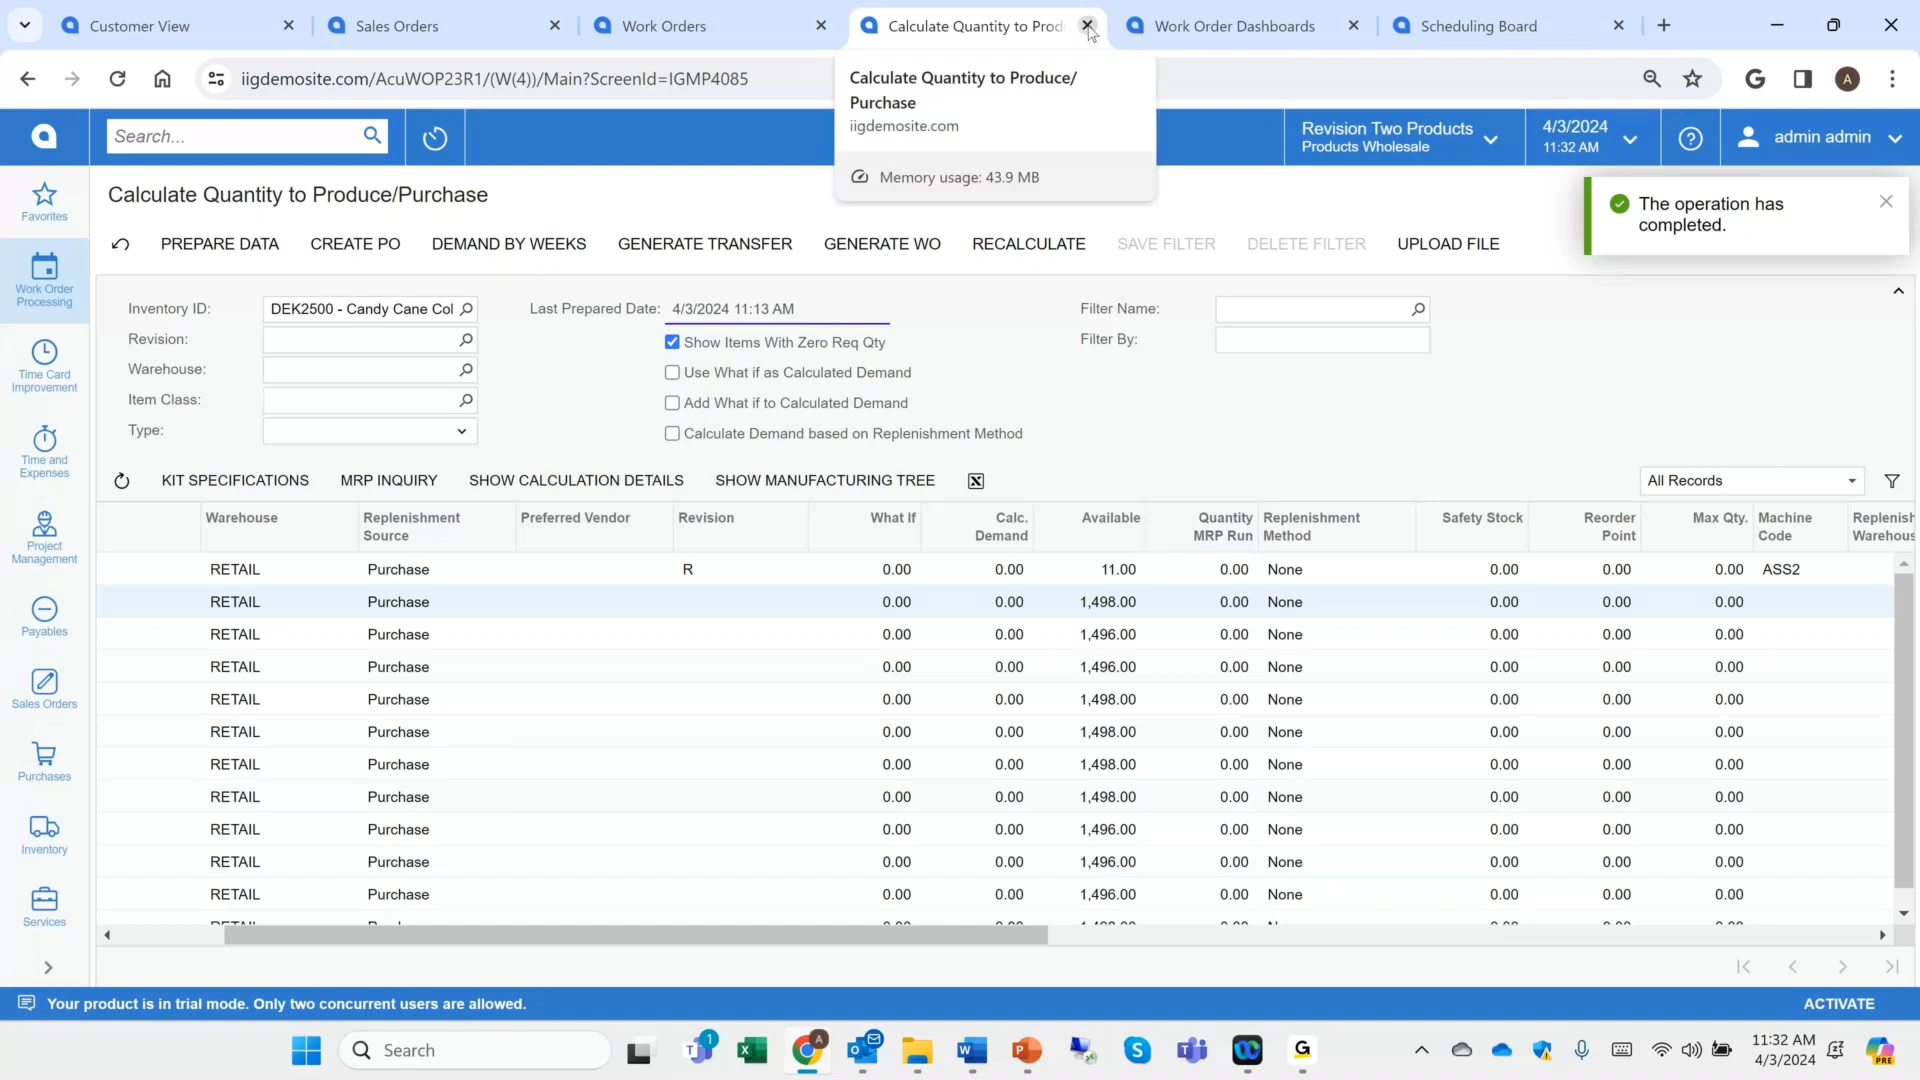 Customer View
Sales Orders
Work Orders
Calculate Quantity to Prod
Work Order Dashboards
Scheduling Board
iigdemosite.com/AcuWOP23R1/(W(4))/Main?ScreenId=IGMP4085
G
A
Calculate Quantity to Produce/
Purchase
iigdemosite.com
Memory usage: 43.9 MB
Search...
Revision Two Products
Products Wholesale
4/3/2024
11:32 AM
?
admin admin
Calculate Quantity to Produce/Purchase
The operation has
completed.
PREPARE DATA
CREATE PO
DEMAND BY WEEKS
GENERATE TRANSFER
GENERATE WO
RECALCULATE
SAVE FILTER
DELETE FILTER
UPLOAD FILE
Favorites
Work Order
Processing
Time Card
Improvement
Time and
Expenses
Project
Management
Payables
Sales Orders
Purchases
Inventory
Services
Inventory ID: DEK2500 - Candy Cane Col
Revision:
Warehouse:
Item Class:
Type:
Last Prepared Date: 4/3/2024 11:13 AM
Show Items With Zero Req Qty
Use What if as Calculated Demand
Add What if to Calculated Demand
Calculate Demand based on Replenishment Method
Filter Name:
Filter By:
KIT SPECIFICATIONS
MRP INQUIRY
SHOW CALCULATION DETAILS
SHOW MANUFACTURING TREE
All Records
Warehouse
Replenishment
Source
Preferred Vendor
Revision
What If
Calc.
Demand
Available
Quantity
MRP Run
Replenishment
Method
Safety Stock
Reorder
Point
Max Qty.
Machine
Code
Replenish
Warehous
RETAIL Purchase R 0.00 0.00 11.00 0.00 None 0.00 0.00 0.00 ASS2
RETAIL Purchase 0.00 0.00 1,498.00 0.00 None 0.00 0.00 0.00
RETAIL Purchase 0.00 0.00 1,496.00 0.00 None 0.00 0.00 0.00
RETAIL Purchase 0.00 0.00 1,496.00 0.00 None 0.00 0.00 0.00
RETAIL Purchase 0.00 0.00 1,498.00 0.00 None 0.00 0.00 0.00
RETAIL Purchase 0.00 0.00 1,498.00 0.00 None 0.00 0.00 0.00
RETAIL Purchase 0.00 0.00 1,498.00 0.00 None 0.00 0.00 0.00
RETAIL Purchase 0.00 0.00 1,498.00 0.00 None 0.00 0.00 0.00
RETAIL Purchase 0.00 0.00 1,496.00 0.00 None 0.00 0.00 0.00
RETAIL Purchase 0.00 0.00 1,496.00 0.00 None 0.00 0.00 0.00
RETAIL Purchase 0.00 0.00 1,496.00 0.00 None 0.00 0.00 0.00
Your product is in trial mode. Only two concurrent users are allowed.
ACTIVATE
Search
1
A
G
11:32 AM
4/3/2024
PRE